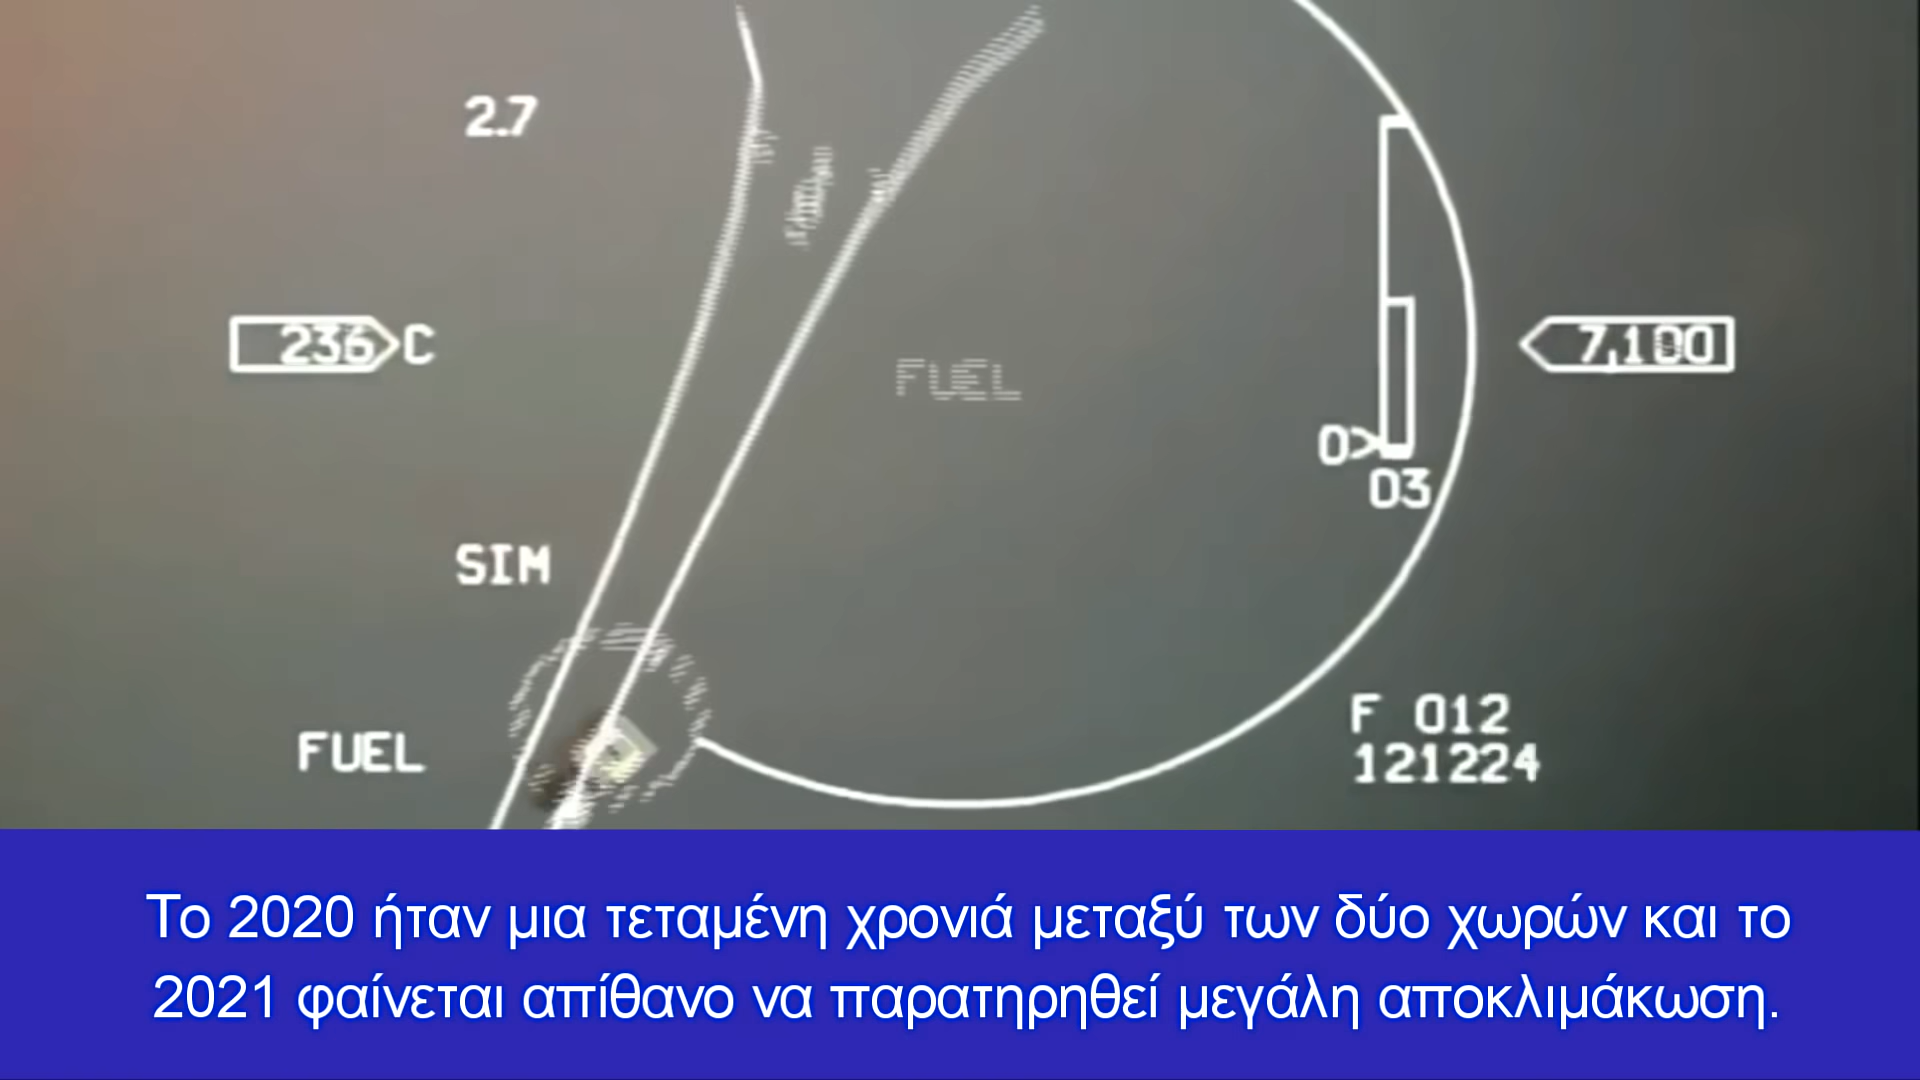 2.7
236 C
7,100
FUEL
0
03
SIM
F 012
FUEL
121224
Το 2020 ήταν μια τεταμένη χρονιά μεταξύ των δύο χωρών και το
2021 φαίνεται απίθανο να παρατηρηθεί μεγάλη αποκλιμάκωση.